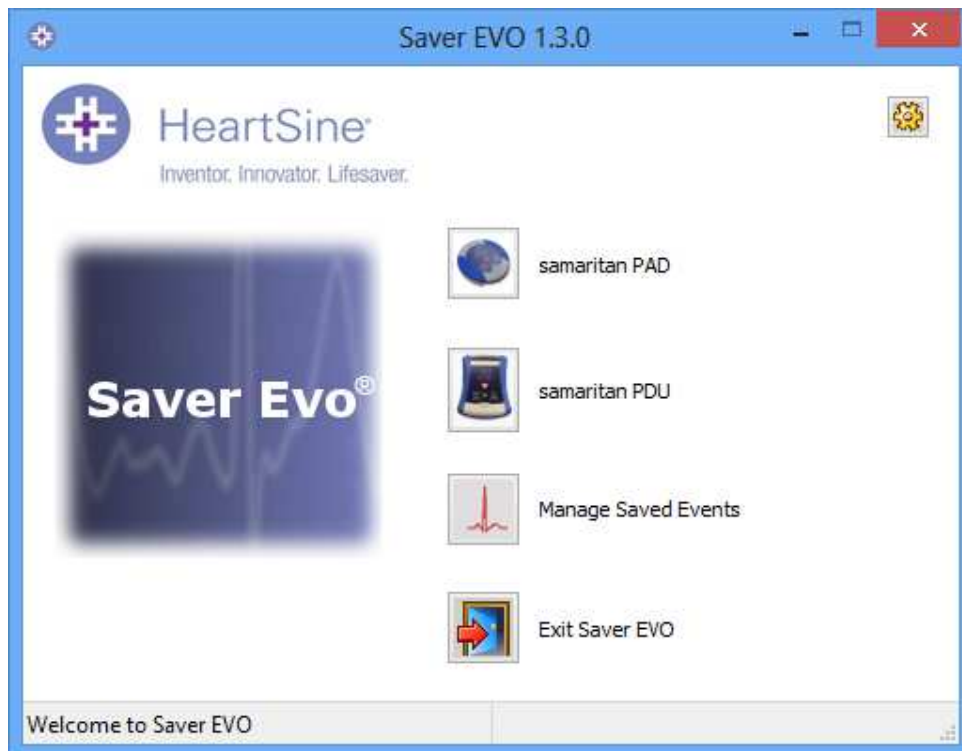 Saver EVO 1.3.0
HeartSine
Inventor. Innovator. Lifesaver.
samaritan PAD
samaritan PDU
Saver Evo®
Manage Saved Events
Exit Saver EVO
Welcome to Saver EVO